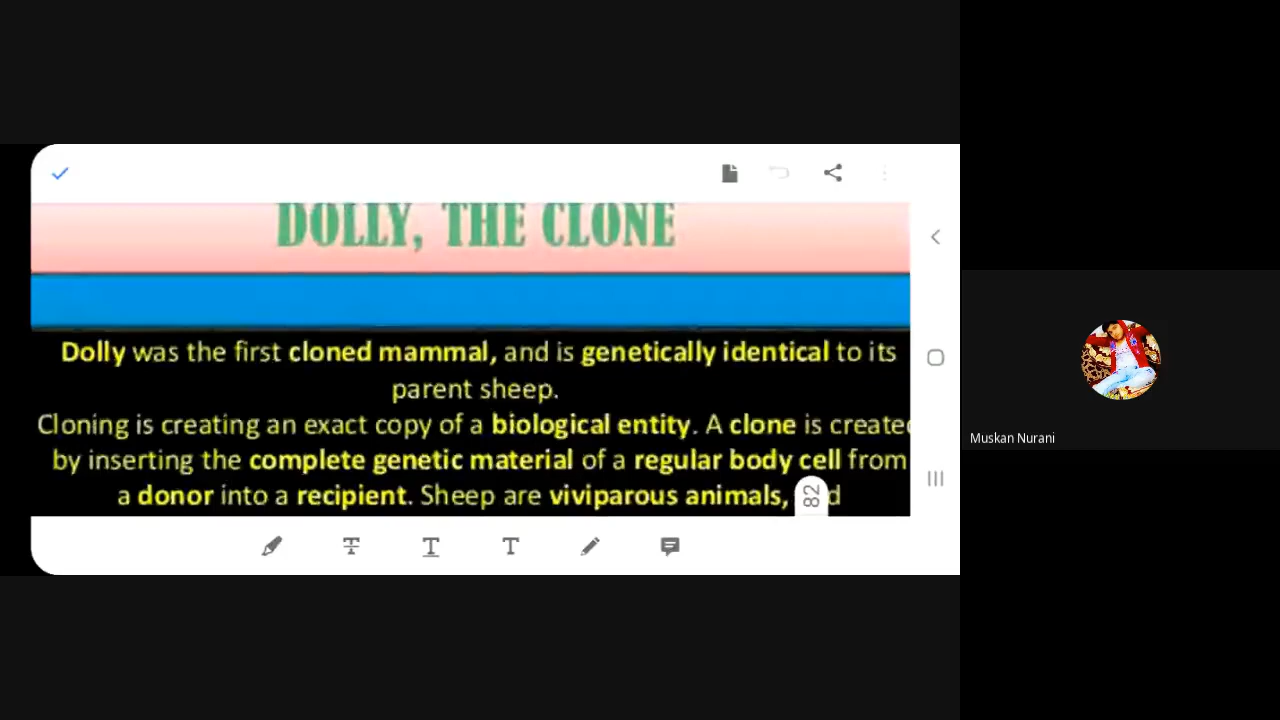 DOLLY, THE CLONE
Dolly was the first cloned mammal, and is genetically identical to its
parent sheep.
Cloning is creating an exact copy of a biological entity. A clone is create
by inserting the complete genetic material of a regular body cell from
a donor into a recipient. Sheep are viviparous animals,
82
Muskan Nurani